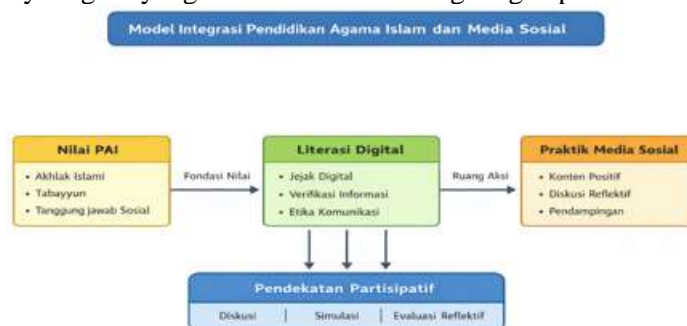 Model Integrasi Pendidikan Agama Islam dan Media Sosial
Nilai PAI
• Akhlak Islami
• Tabayyun
• Tanggung jawab Sosial
Fondasi Nilai
Literasi Digital
• Jejak Digital
• Verifikasi Informasi
• Etika Komunikasi
Ruang Aksi
Praktik Media Sosial
• Konten Positif
• Diskusi Reflektif
• Pendampingan
Pendekatan Partisipatif
Diskusi | Simulasi | Evaluasi Reflektif